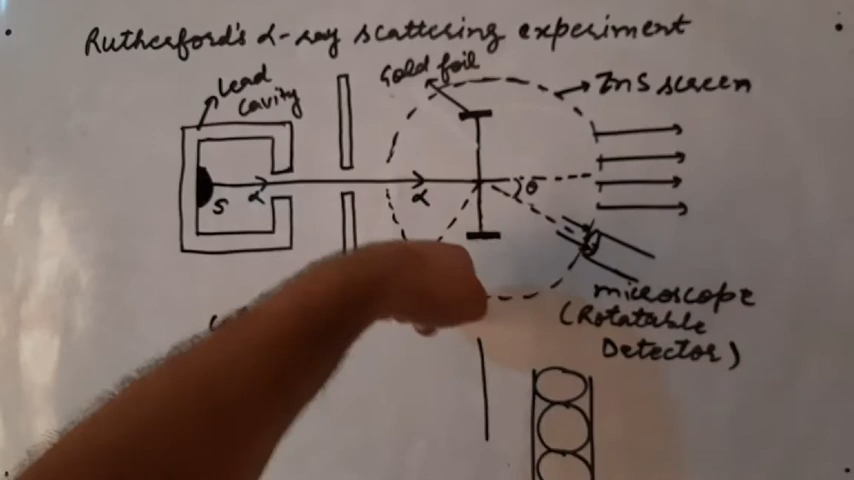 Rutherford's α-ray scattering experiment
Gold foil
Lead
cavity
ZnS screen
S
α
α
θ
microscope
(Rotatable
Detector)